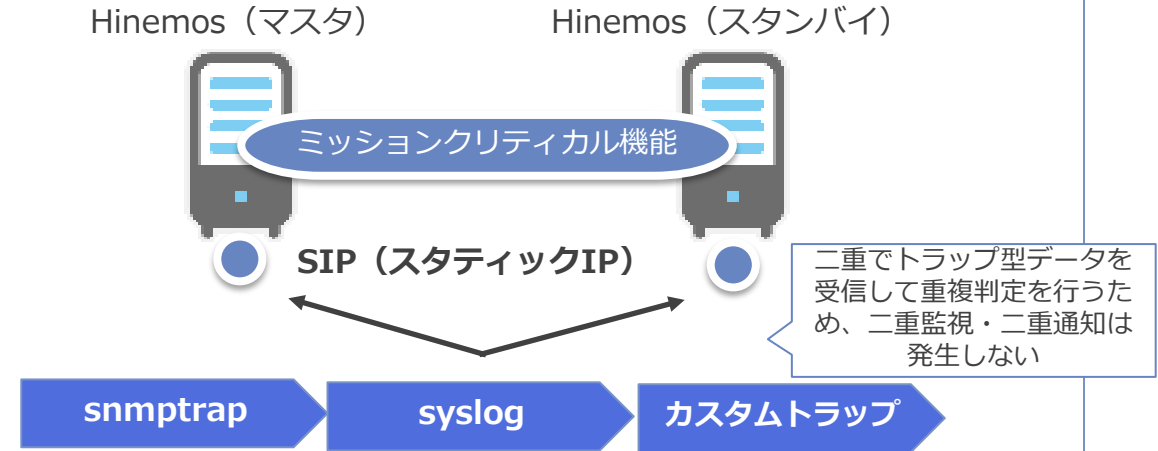 Hinemos（マスタ）
Hinemos（スタンバイ）
ミッションクリティカル機能
SIP（スタティックIP）
二重でトラップ型データを
受信して重複判定を行うた
め、二重監視・二重通知は
発生しない
snmptrap
syslog
カスタムトラップ